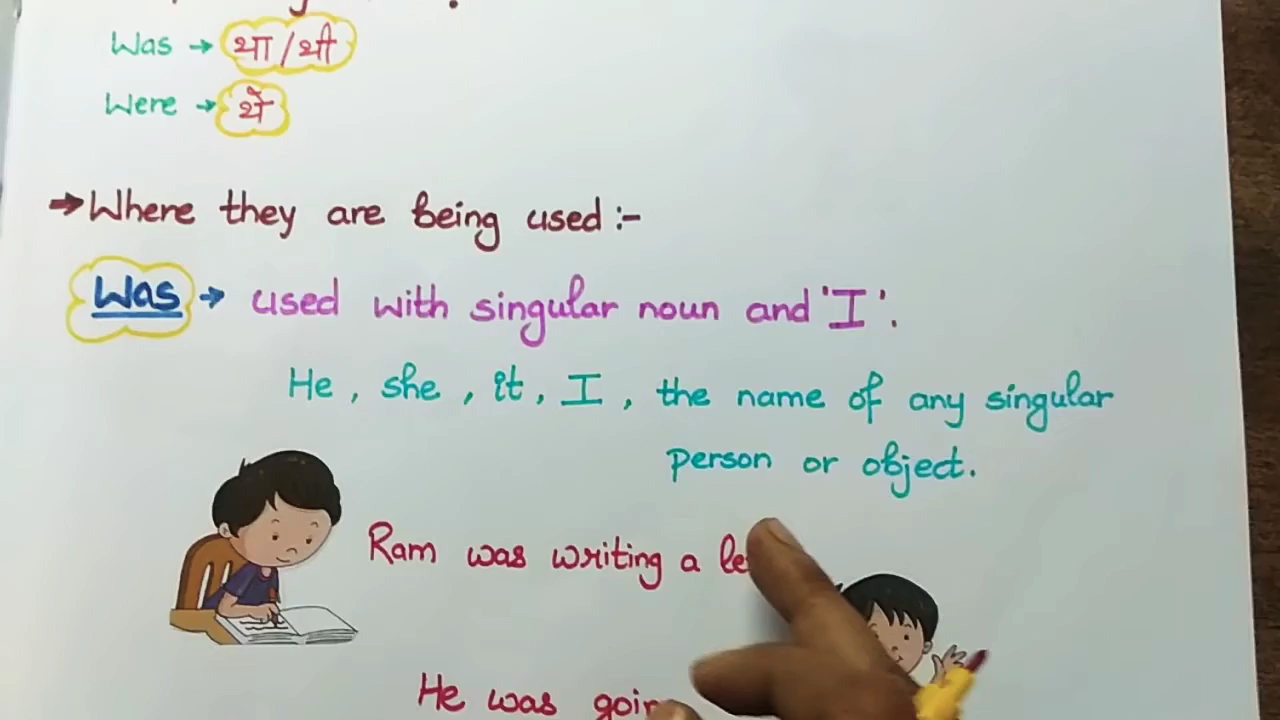 Was → था/थी
Were → थे
→ Where they are being used :-
Was → used with singular noun and 'I'.
He, she, it, I, the name of any singular
person or object.
Ram was writing a
He was